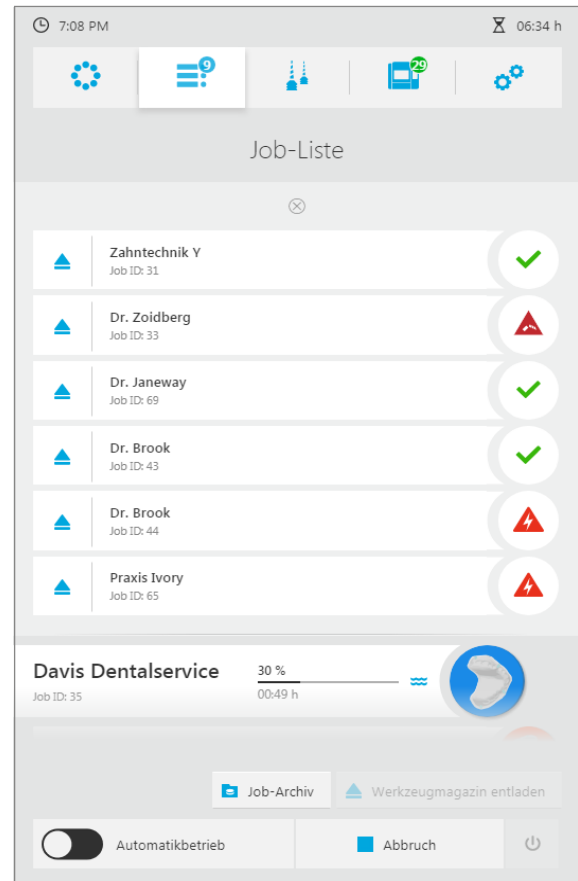 7:08 PM
06:34 h
9
29
Job-Liste
Zahntechnik Y
Job ID: 31
Dr. Zoidberg
Job ID: 33
Dr. Janeway
Job ID: 69
Dr. Brook
Job ID: 43
Dr. Brook
Job ID: 44
Praxis Ivory
Job ID: 65
Davis Dentalservice
Job ID: 35
30 %
00:49 h
Job-Archiv
Werkzeugmagazin entladen
Automatikbetrieb
Abbruch